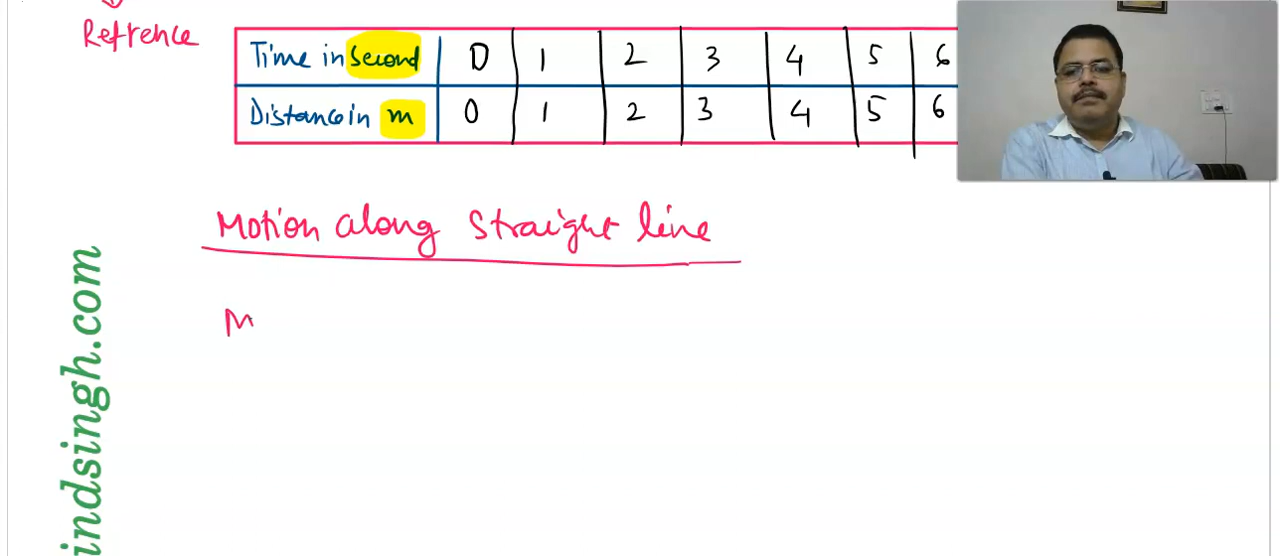 Refrence
Time in Second 0 1 2 3 4 5 6
Distance in m 0 1 2 3 4 5 6
Motion along Straight line
M
indsingh.com